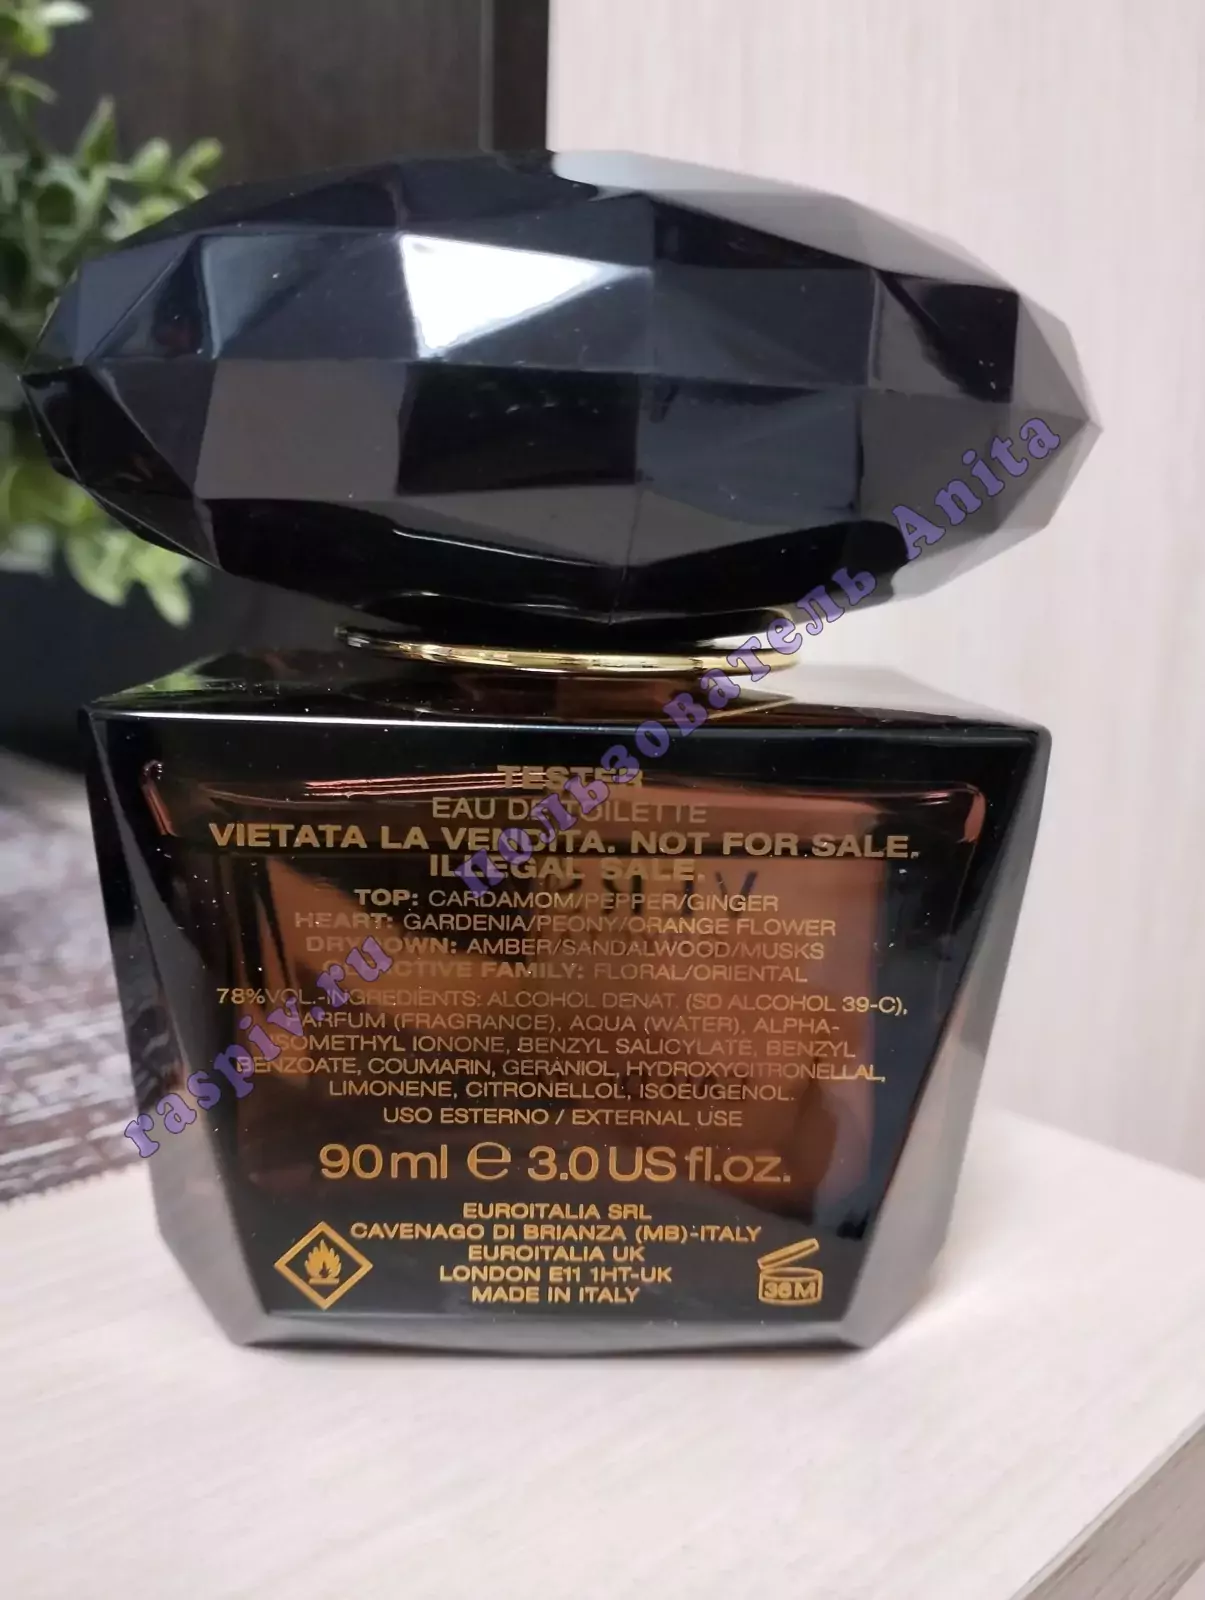 TESTER
EAU DE TOILETTE
VIETATA LA VENDITA. NOT FOR SALE.
ILLEGAL SALE.
TOP: CARDAMOM/PEPPER/GINGER
HEART: GARDENIA/PEONY/ORANGE FLOWER
DRYDOWN: AMBER/SANDALWOOD/MUSKS
FAMILY: FLORAL/ORIENTAL
78%VOL.-INGREDIENTS: ALCOHOL DENAT. (SD ALCOHOL 39-C),
PARFUM (FRAGRANCE), AQUA (WATER), ALPHA-
ISOMETHYL IONONE, BENZYL SALICYLATE, BENZYL
BENZOATE, COUMARIN, GERANIOL, HYDROXYCITRONELLAL,
LIMONENE, CITRONELLOL, ISOEUGENOL.
USO ESTERNO / EXTERNAL USE
90ml e 3.0 US fl.oz.
EUROITALIA SRL
CAVENAGO DI BRIANZA (MB)-ITALY
EUROITALIA UK
LONDON E11 1HT-UK
MADE IN ITALY
36M
raspiv.ru пользователь Anita